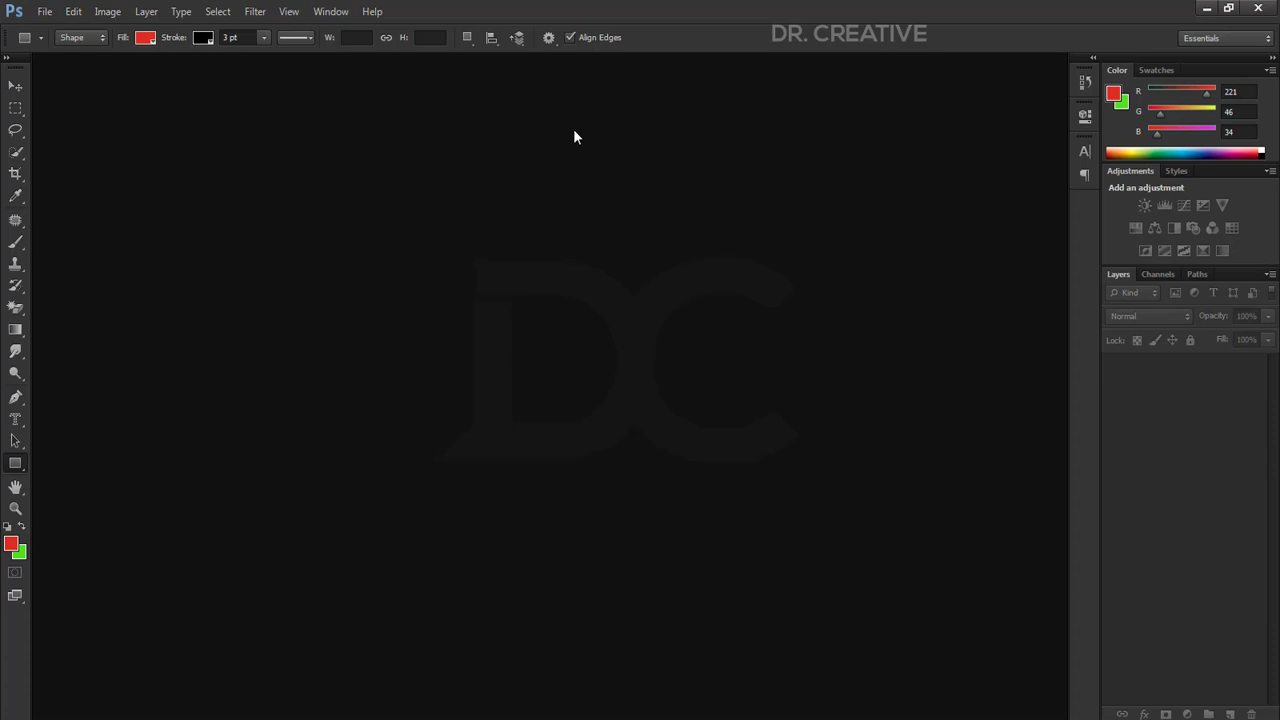 Ps File Edit Image Layer Type Select Filter View Window Help
Shape Fill: Stroke: 3 pt W: H: Align Edges DR. CREATIVE Essentials
Color Swatches
R 221
G 46
B 34
Adjustments Styles
Add an adjustment
DC
Layers Channels Paths
Kind
Normal Opacity: 100%
Lock: Fill: 100%